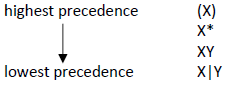 highest precedence (X)
X*
XY
lowest precedence X|Y